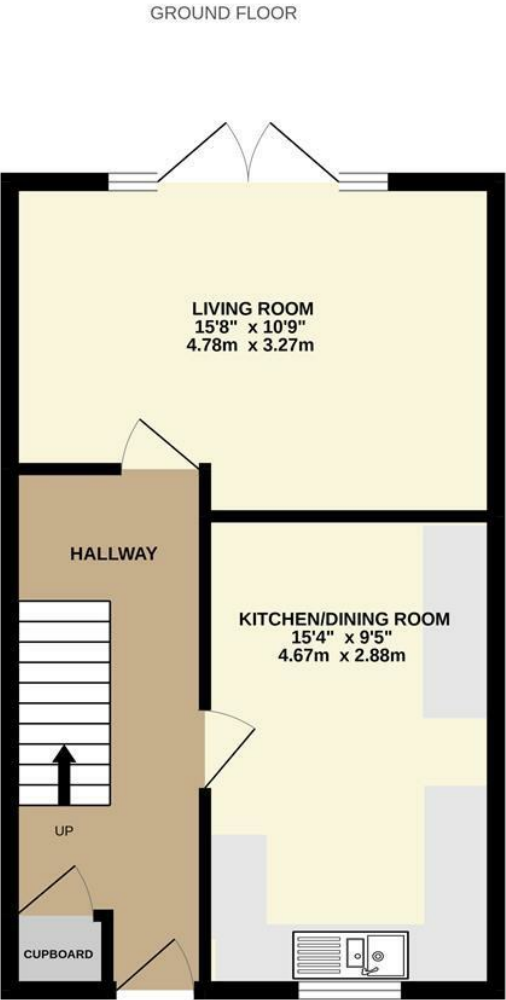 GROUND FLOOR
LIVING ROOM
15'8" x 10'9"
4.78m x 3.27m
HALLWAY
KITCHEN/DINING ROOM
15'4" x 9'5"
4.67m x 2.88m
UP
CUPBOARD